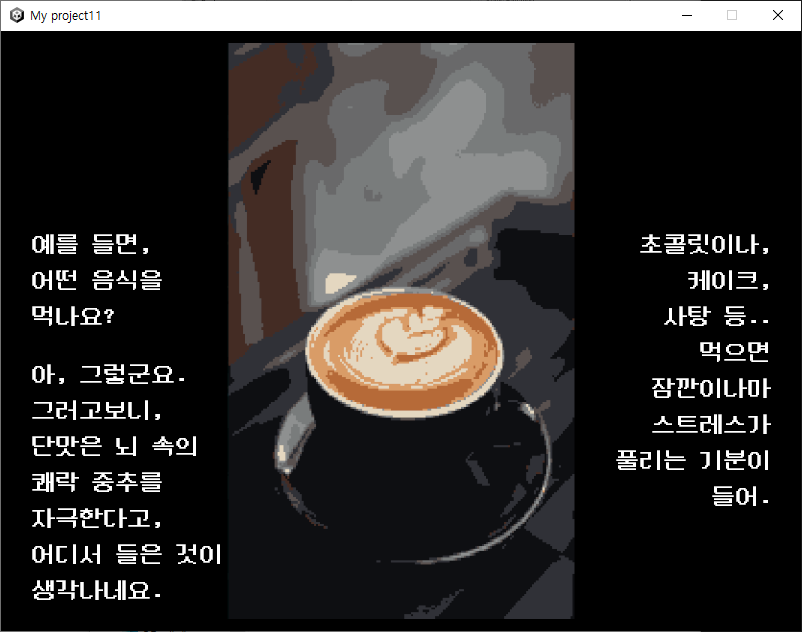 My project11
예를 들면,
어떤 음식을
먹나요?
초콜릿이나,
케이크,
사탕 등..
먹으면
잠깐이나마
스트레스가
풀리는 기분이
들어.
아, 그렇군요.
그러고보니,
단맛은 뇌 속의
쾌락 중추를
자극한다고,
어디서 들은 것이
생각나네요.